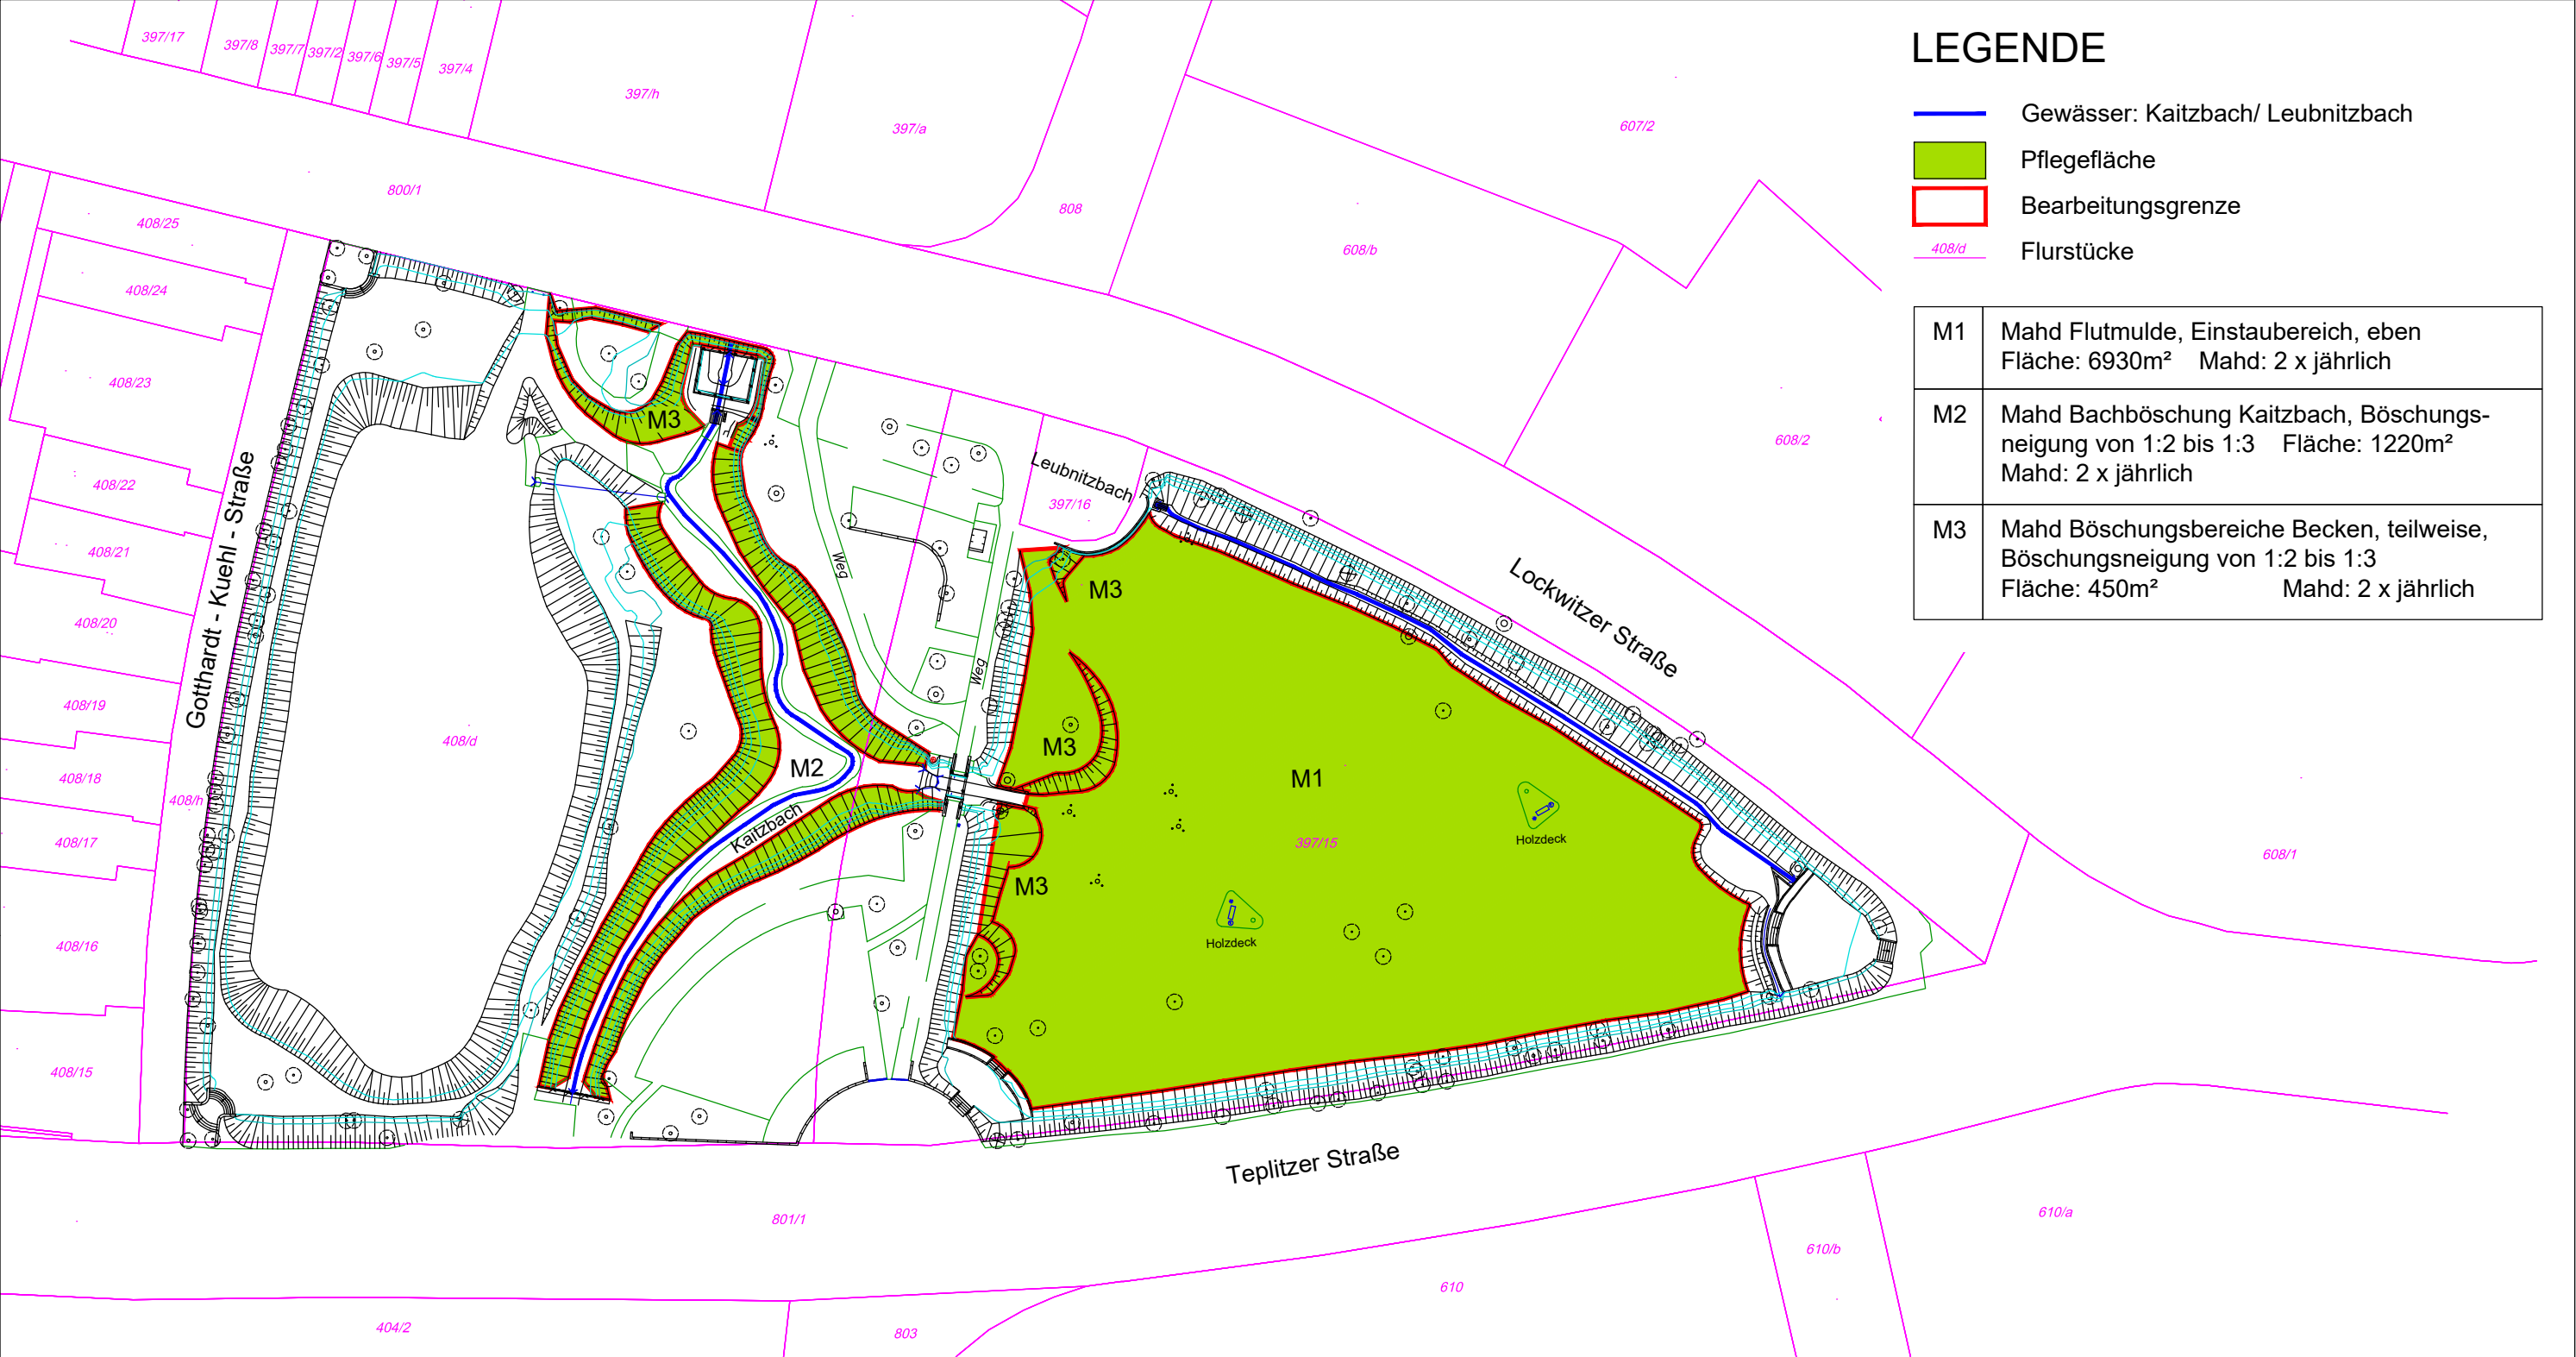 LEGENDE
Gewässer: Kaitzbach/ Leubnitzbach
Pflegefläche
Bearbeitungsgrenze
408/d
Flurstücke
M1
Mahd Flutmulde, Einstaubereich, eben
Fläche: 6930m² Mahd: 2 x jährlich
M2
Mahd Bachböschung Kaitzbach, Böschungs-
neigung von 1:2 bis 1:3 Fläche: 1220m²
Mahd: 2 x jährlich
M3
Mahd Böschungsbereiche Becken, teilweise,
Böschungsneigung von 1:2 bis 1:3
Fläche: 450m² Mahd: 2 x jährlich
397/17
397/8
397/7
397/2
397/6
397/5
397/4
397/h
397/a
607/2
800/1
808
408/25
608/b
408/24
408/23
M3
608/2
Leubnitzbach
408/22
397/16
408/21
Weg
Lockwitzer Straße
M3
Gotthardt - Kuehl - Straße
408/20
Weg
408/19
408/d
M3
M2
M1
408/18
408/h
Kaitzbach
397/15
Holzdeck
408/17
608/1
M3
408/16
Holzdeck
408/15
Teplitzer Straße
801/1
610/a
610/b
610
404/2
803